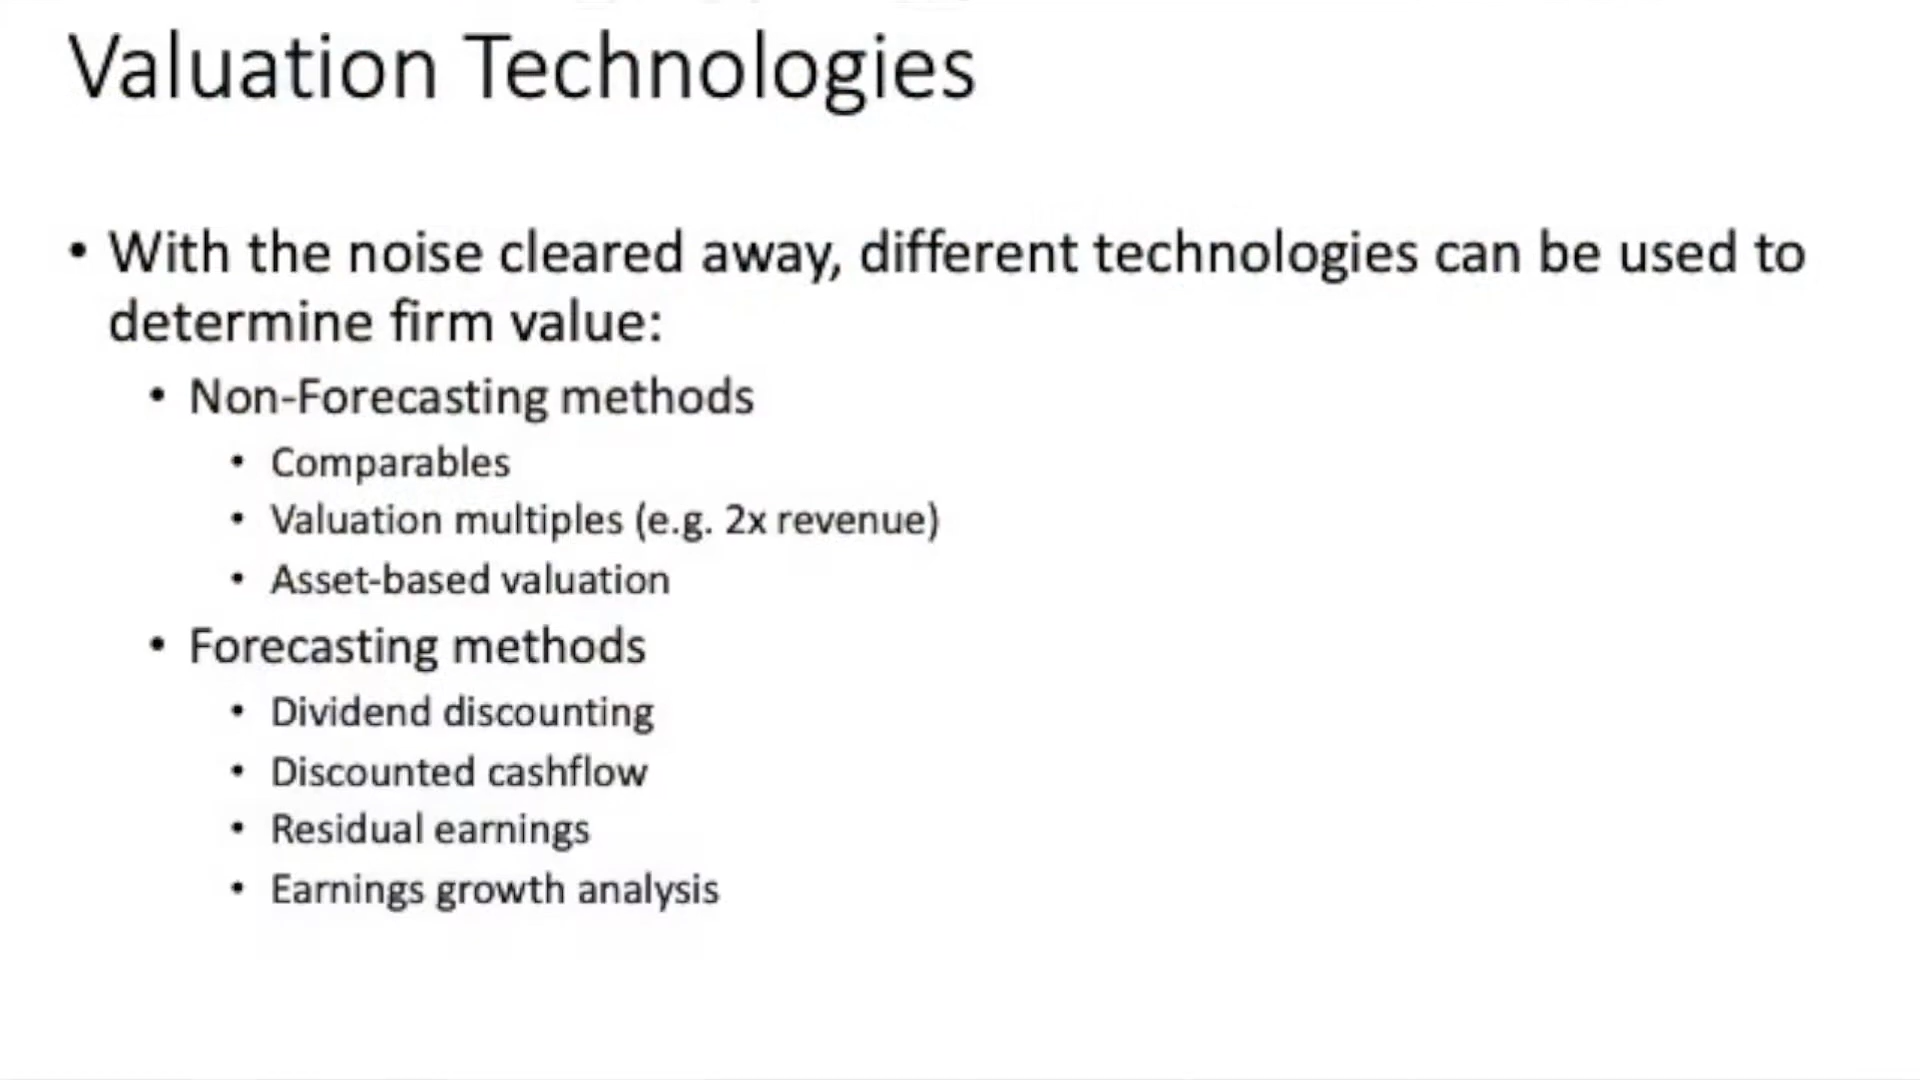 Valuation Technologies
• With the noise cleared away, different technologies can be used to
determine firm value:
• Non-Forecasting methods
• Comparables
• Valuation multiples (e.g. 2x revenue)
• Asset-based valuation
• Forecasting methods
• Dividend discounting
• Discounted cashflow
• Residual earnings
• Earnings growth analysis